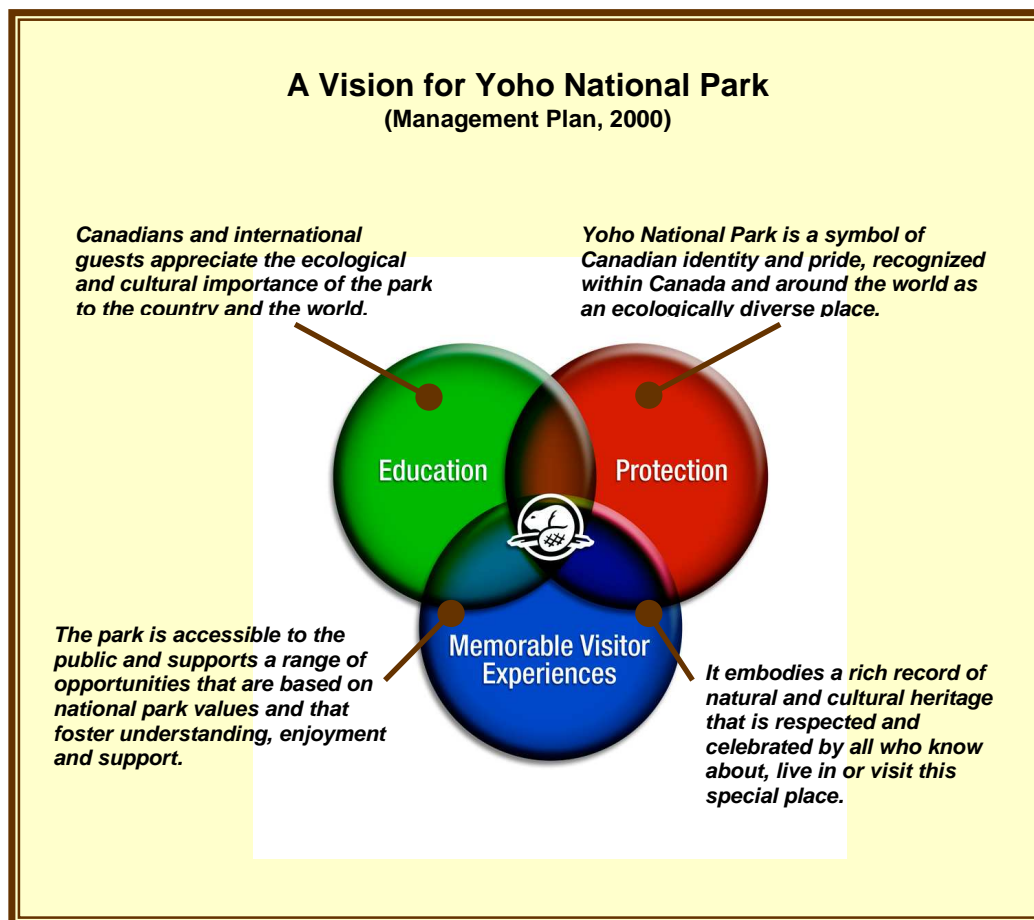 A Vision for Yoho National Park
(Management Plan, 2000)
Canadians and international
guests appreciate the ecological
and cultural importance of the park
to the country and the world.
Yoho National Park is a symbol of
Canadian identity and pride, recognized
within Canada and around the world as
an ecologically diverse place.
Education
Protection
Memorable Visitor
Experiences
The park is accessible to the
public and supports a range of
opportunities that are based on
national park values and that
foster understanding, enjoyment
and support.
It embodies a rich record of
natural and cultural heritage
that is respected and
celebrated by all who know
about, live in or visit this
special place.